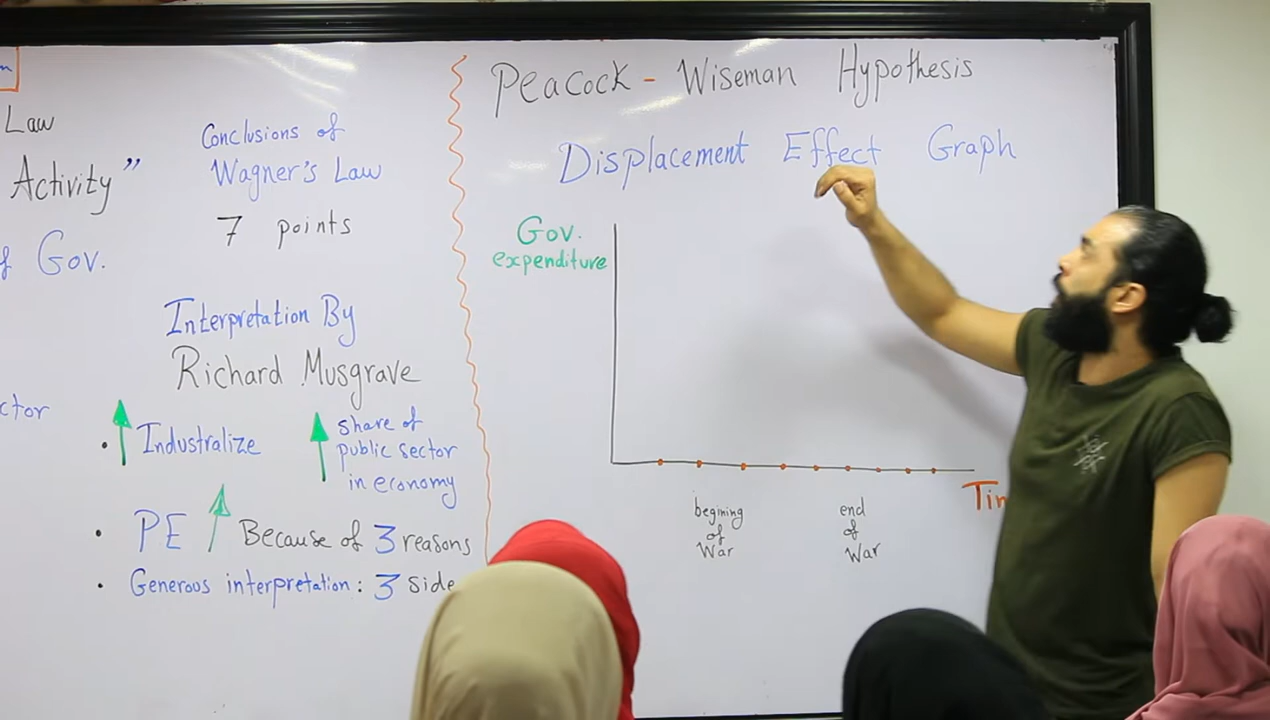 Law
Activity”
of Gov.
ctor
Conclusions of
Wagner's Law
7 points
Interpretation By
Richard Musgrave
• Industralize
share of
public sector
in economy
• PE Because of 3 reasons
• Generous interpretation: 3 side
Peacock - Wiseman Hypothesis
Displacement Effect Graph
Gov.
expenditure
Tim
begining
of
War
end
of
War